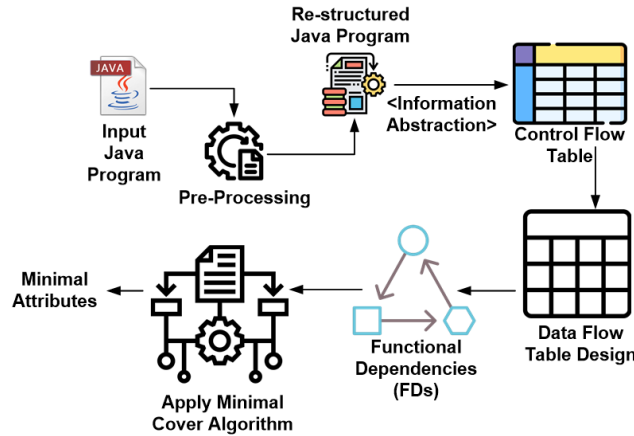 Re-structured
Java Program
JAVA
Input
Java
Program
Pre-Processing
<Information
Abstraction>
Control Flow
Table
Data Flow
Table Design
Functional
Dependencies
(FDs)
Apply Minimal
Cover Algorithm
Minimal
Attributes